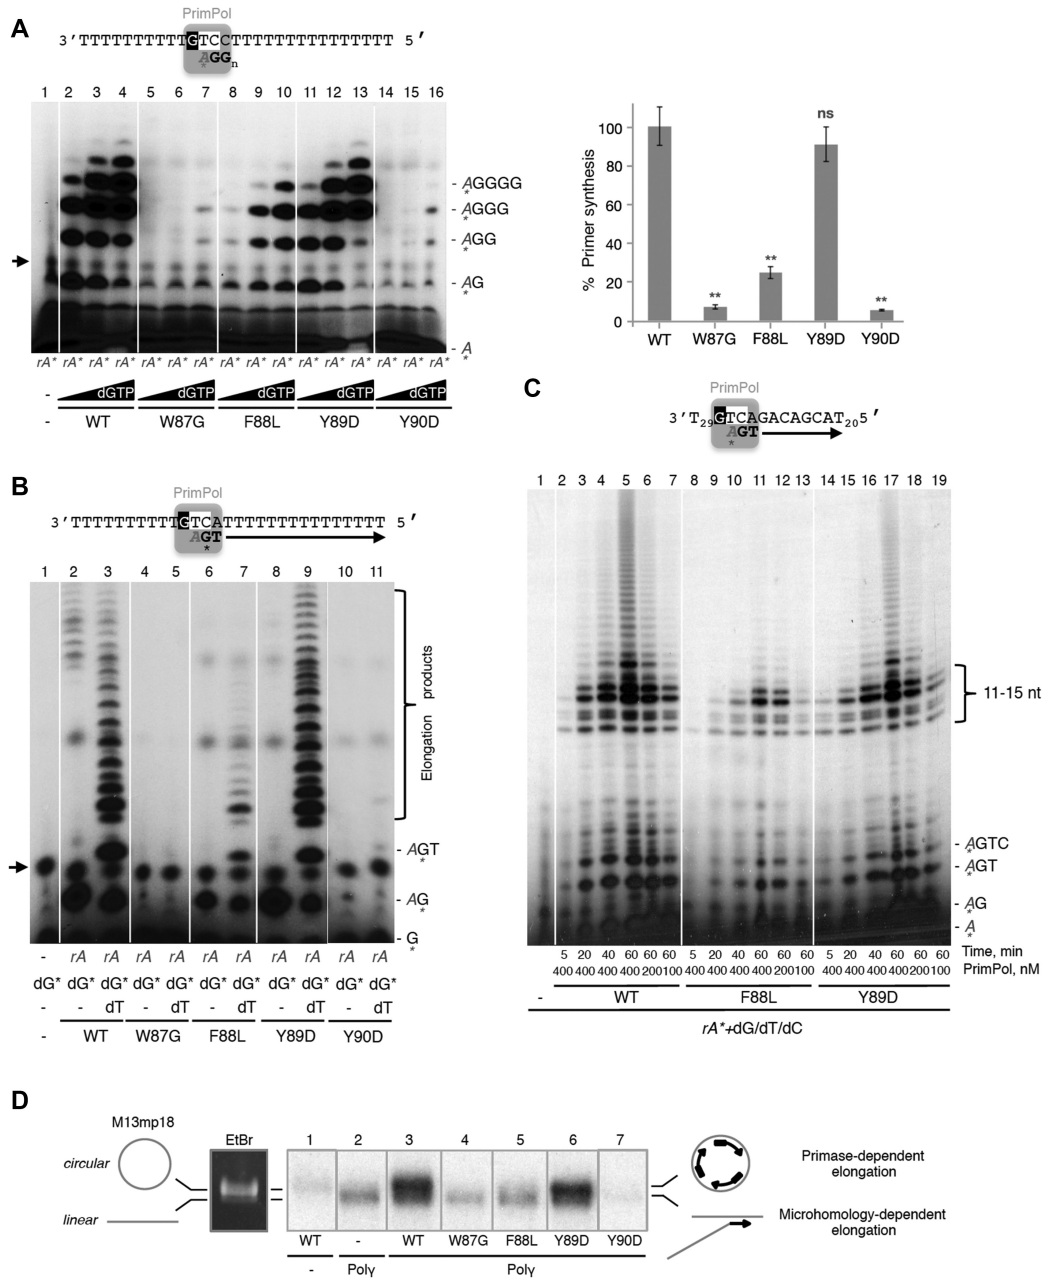 A
PrimPol
3′TTTTTTTTTTGTCCTTTTTTTTTTTTTTT 5′
AGGn
*
1 2 3 4 5 6 7 8 9 10 11 12 13 14 15 16
- AGGGG
*
- AGGG
*
- AGG
*
- AG
*
- A
*
rA* rA* rA* rA* rA* rA* rA* rA* rA* rA* rA* rA* rA* rA* rA* rA*
- dGTP dGTP dGTP dGTP dGTP
- WT W87G F88L Y89D Y90D
% Primer synthesis
100
80
60
40
20
0
** ** ns **
WT W87G F88L Y89D Y90D
B
PrimPol
3′TTTTTTTTTTGTCATTTTTTTTTTTTTTT 5′
AGT
*
1 2 3 4 5 6 7 8 9 10 11
Elongation products
- AGT
*
- AG
*
- G
*
- rA rA rA rA rA rA rA rA rA rA
dG* dG* dG* dG* dG* dG* dG* dG* dG* dG* dG*
- - dT - dT - dT - dT - dT
- WT W87G F88L Y89D Y90D
C
PrimPol
3′T29GTCAGACAGCAT205′
AGT
*
1 2 3 4 5 6 7 8 9 10 11 12 13 14 15 16 17 18 19
11-15 nt
- AGTC
*
- AGT
*
- AG
*
- A
*
5 20 40 60 60 60 5 20 40 60 60 60 5 20 40 60 60 60 Time, min
400 400 400 400 200 100 400 400 400 400 200 100 400 400 400 400 200 100 PrimPol, nM
- WT F88L Y89D
rA*+dG/dT/dC
D
M13mp18
circular
linear
EtBr
1 2 3 4 5 6 7
WT - WT W87G F88L Y89D Y90D
- Polγ Polγ
Primase-dependent
elongation
Microhomology-dependent
elongation